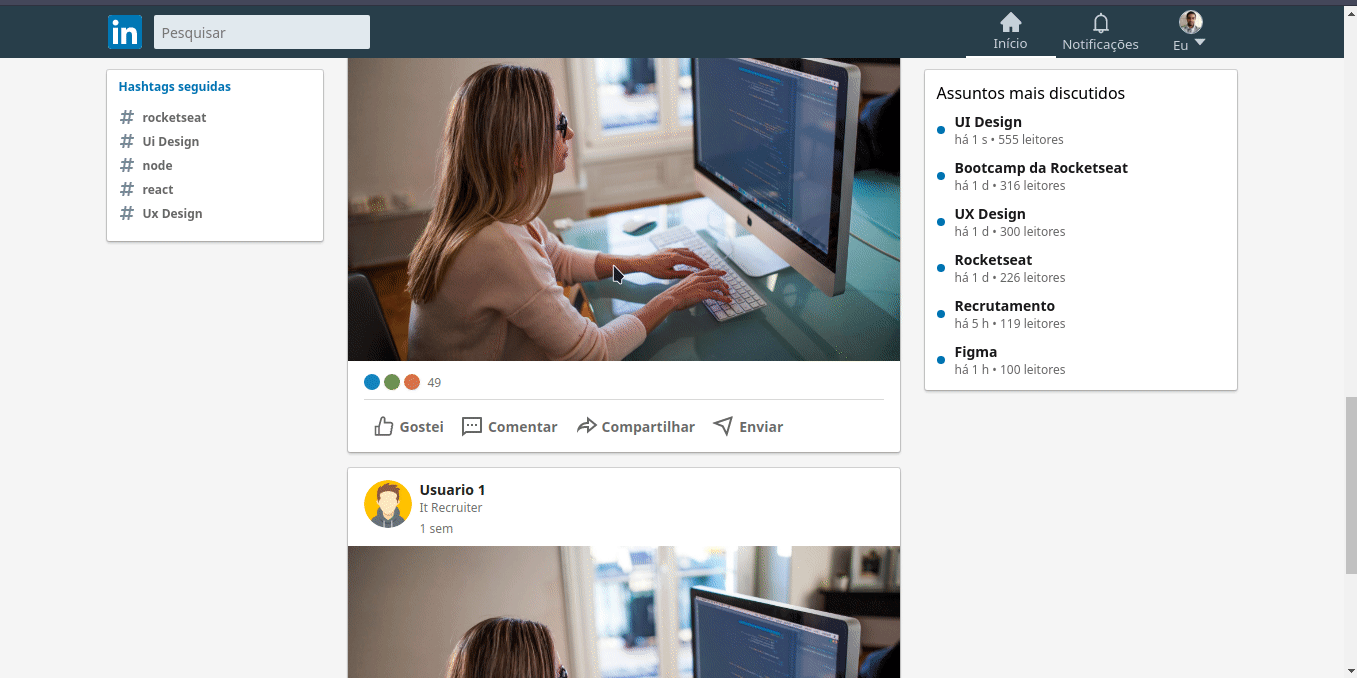 in
Pesquisar
Início
Notificações
Eu
Hashtags seguidas
# rocketseat
# Ui Design
# node
# react
# Ux Design
49
Gostei
Comentar
Compartilhar
Enviar
Usuario 1
It Recruiter
1 sem
Assuntos mais discutidos
UI Design
há 1 s • 555 leitores
Bootcamp da Rocketseat
há 1 d • 316 leitores
UX Design
há 1 d • 300 leitores
Rocketseat
há 1 d • 226 leitores
Recrutamento
há 5 h • 119 leitores
Figma
há 1 h • 100 leitores